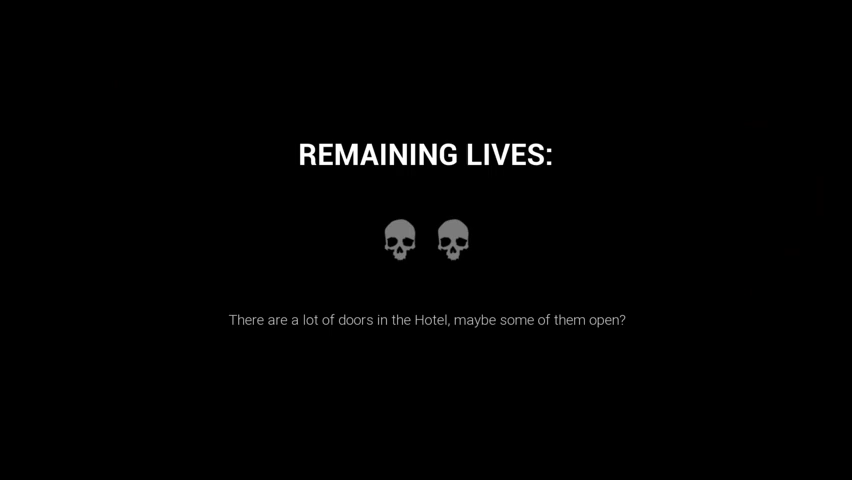 REMAINING LIVES:
There are a lot of doors in the Hotel, maybe some of them open?